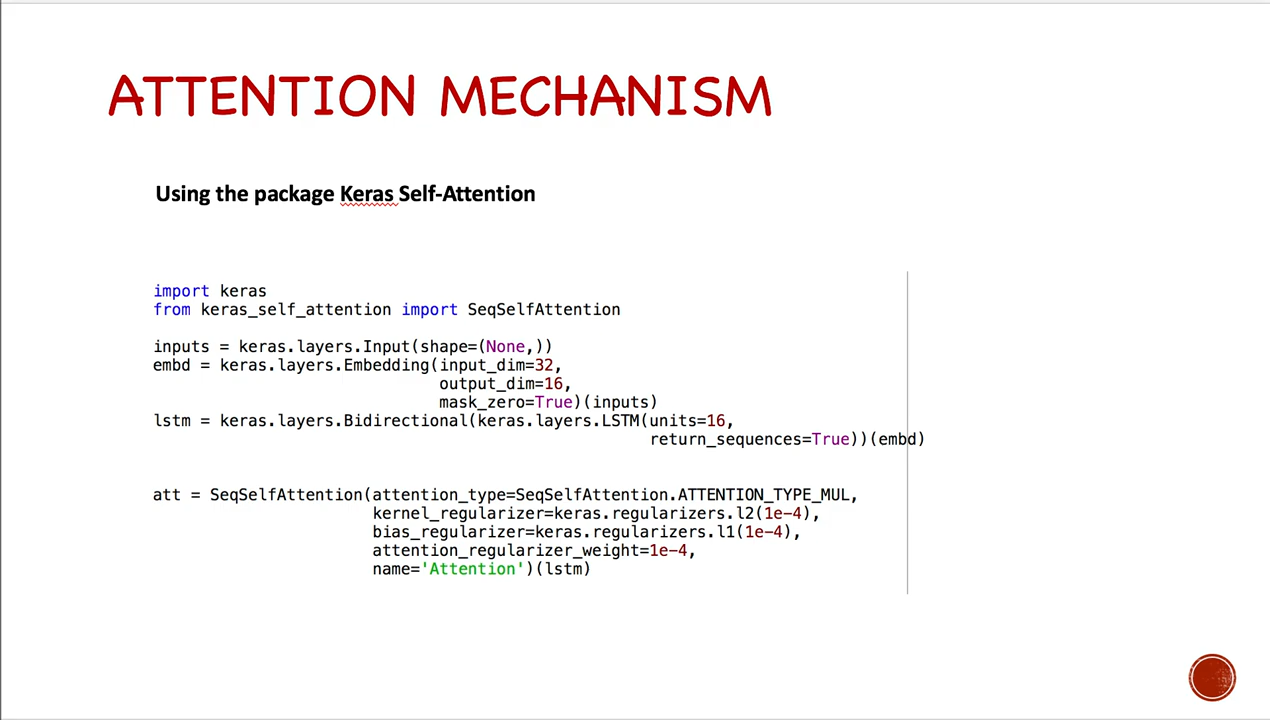 ATTENTION MECHANISM
Using the package Keras Self-Attention
import keras
from keras_self_attention import SeqSelfAttention
inputs = keras.layers.Input(shape=(None,))
embd = keras.layers.Embedding(input_dim=32,
output_dim=16,
mask_zero=True)(inputs)
lstm = keras.layers.Bidirectional(keras.layers.LSTM(units=16,
return_sequences=True))(embd)
att = SeqSelfAttention(attention_type=SeqSelfAttention.ATTENTION_TYPE_MUL,
kernel_regularizer=keras.regularizers.l2(1e-4),
bias_regularizer=keras.regularizers.l1(1e-4),
attention_regularizer_weight=1e-4,
name='Attention')(lstm)